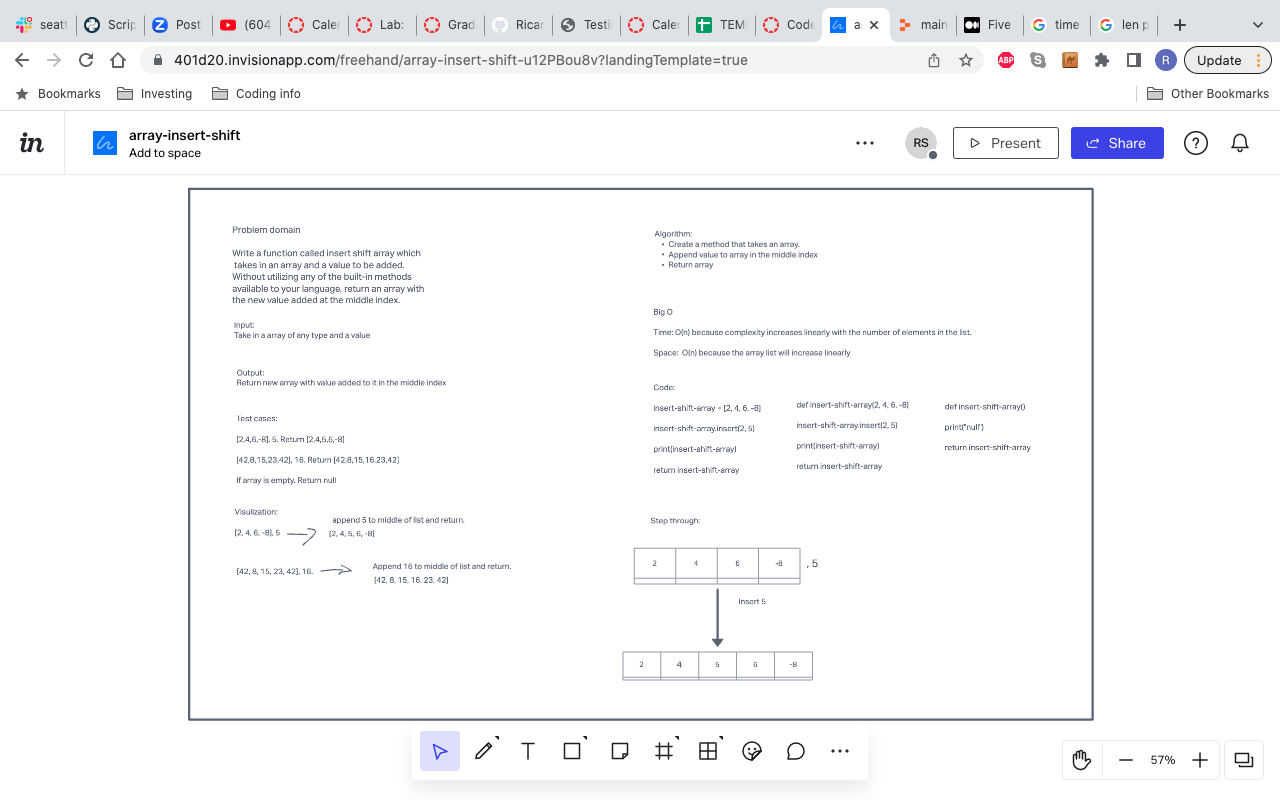 seatt
Scrip
Post
(604
Caler
Lab:
Grad
Ricar
Testi
Caler
TEMI
Code
a
main
Five
time
len p
401d20.invisionapp.com/freehand/array-insert-shift-u12PBou8v?landingTemplate=true
ABP
S
R
Update
Bookmarks
Investing
Coding info
Other Bookmarks
in
array-insert-shift
Add to space
RS
Present
Share
Problem domain
Write a function called insert shift array which
takes in an array and a value to be added.
Without utilizing any of the built-in methods
available to your language, return an array with
the new value added at the middle index.
Input:
Take in a array of any type and a value
Output:
Return new array with value added to it in the middle index
Test cases:
[2,4,6,-8], 5. Return [2,4,5,6,-8]
[42,8,15,23,42], 16. Return [42,8,15,16.23,42]
If array is empty. Return null
Visulization:
append 5 to middle of list and return.
[2, 4, 6, -8], 5
[2, 4, 5, 6, -8]
Append 16 to middle of list and return.
[42, 8, 15, 23, 42], 16.
[42, 8, 15, 16, 23, 42]
Algorithm:
• Create a method that takes an array.
• Append value to array in the middle index
• Return array
Big O
Time: O(n) because complexity increases linearly with the number of elements in the list.
Space: O(n) because the array list will increase linearly
Code:
insert-shift-array = [2, 4, 6, -8]
insert-shift-array.insert(2, 5)
print(insert-shift-array)
return insert-shift-array
def insert-shift-array(2, 4, 6, -8)
insert-shift-array.insert(2, 5)
print(insert-shift-array)
return insert-shift-array
def insert-shift-array()
print("null")
return insert-shift-array
Step through:
2 4 6 -8 , 5
Insert 5
2 4 5 6 -8
T
57%